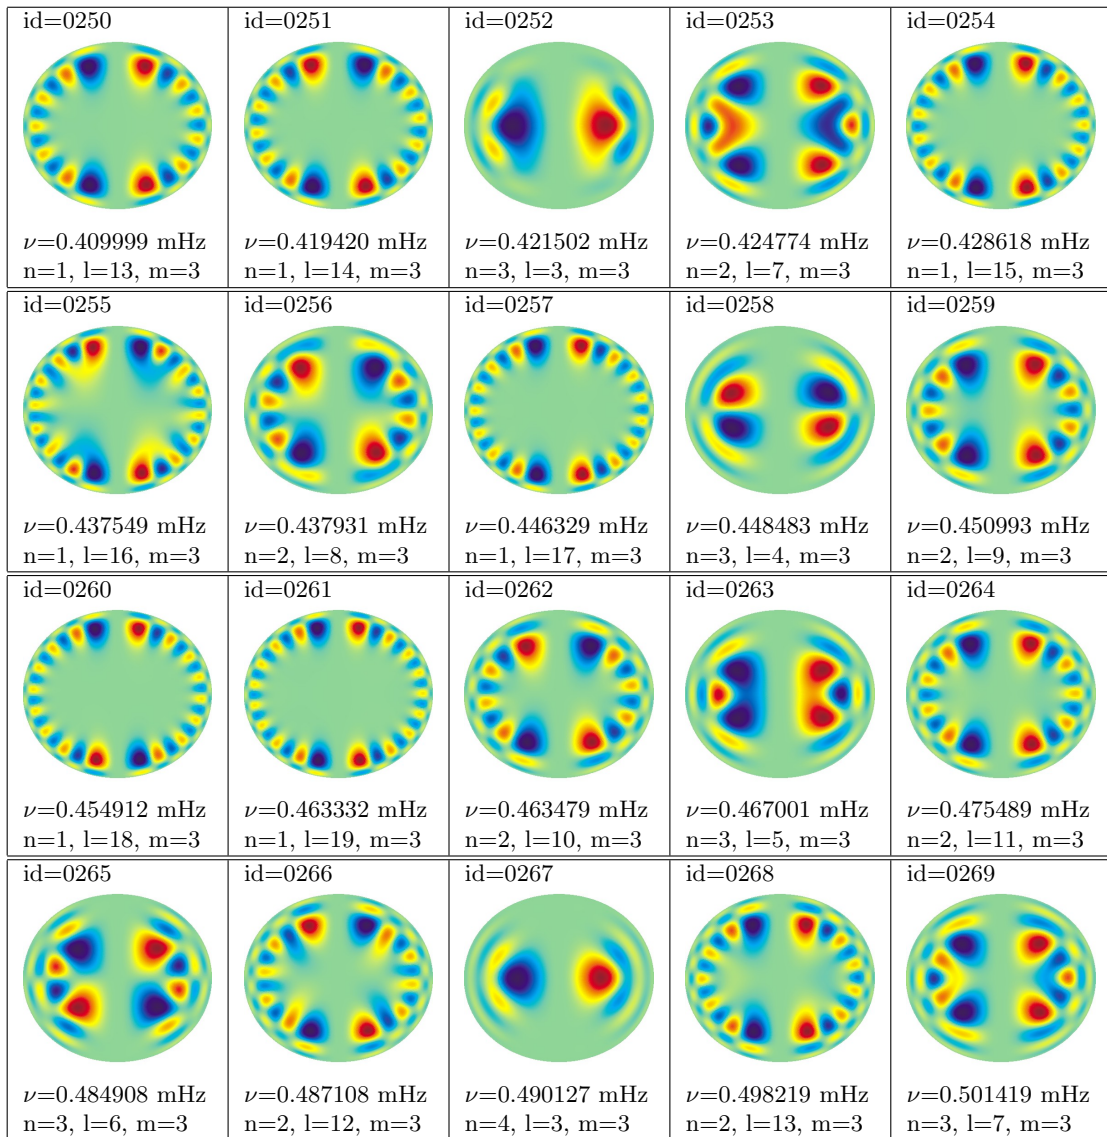 id=0250
ν=0.409999 mHz
n=1, l=13, m=3
id=0251
ν=0.419420 mHz
n=1, l=14, m=3
id=0252
ν=0.421502 mHz
n=3, l=3, m=3
id=0253
ν=0.424774 mHz
n=2, l=7, m=3
id=0254
ν=0.428618 mHz
n=1, l=15, m=3
id=0255
ν=0.437549 mHz
n=1, l=16, m=3
id=0256
ν=0.437931 mHz
n=2, l=8, m=3
id=0257
ν=0.446329 mHz
n=1, l=17, m=3
id=0258
ν=0.448483 mHz
n=3, l=4, m=3
id=0259
ν=0.450993 mHz
n=2, l=9, m=3
id=0260
ν=0.454912 mHz
n=1, l=18, m=3
id=0261
ν=0.463332 mHz
n=1, l=19, m=3
id=0262
ν=0.463479 mHz
n=2, l=10, m=3
id=0263
ν=0.467001 mHz
n=3, l=5, m=3
id=0264
ν=0.475489 mHz
n=2, l=11, m=3
id=0265
ν=0.484908 mHz
n=3, l=6, m=3
id=0266
ν=0.487108 mHz
n=2, l=12, m=3
id=0267
ν=0.490127 mHz
n=4, l=3, m=3
id=0268
ν=0.498219 mHz
n=2, l=13, m=3
id=0269
ν=0.501419 mHz
n=3, l=7, m=3